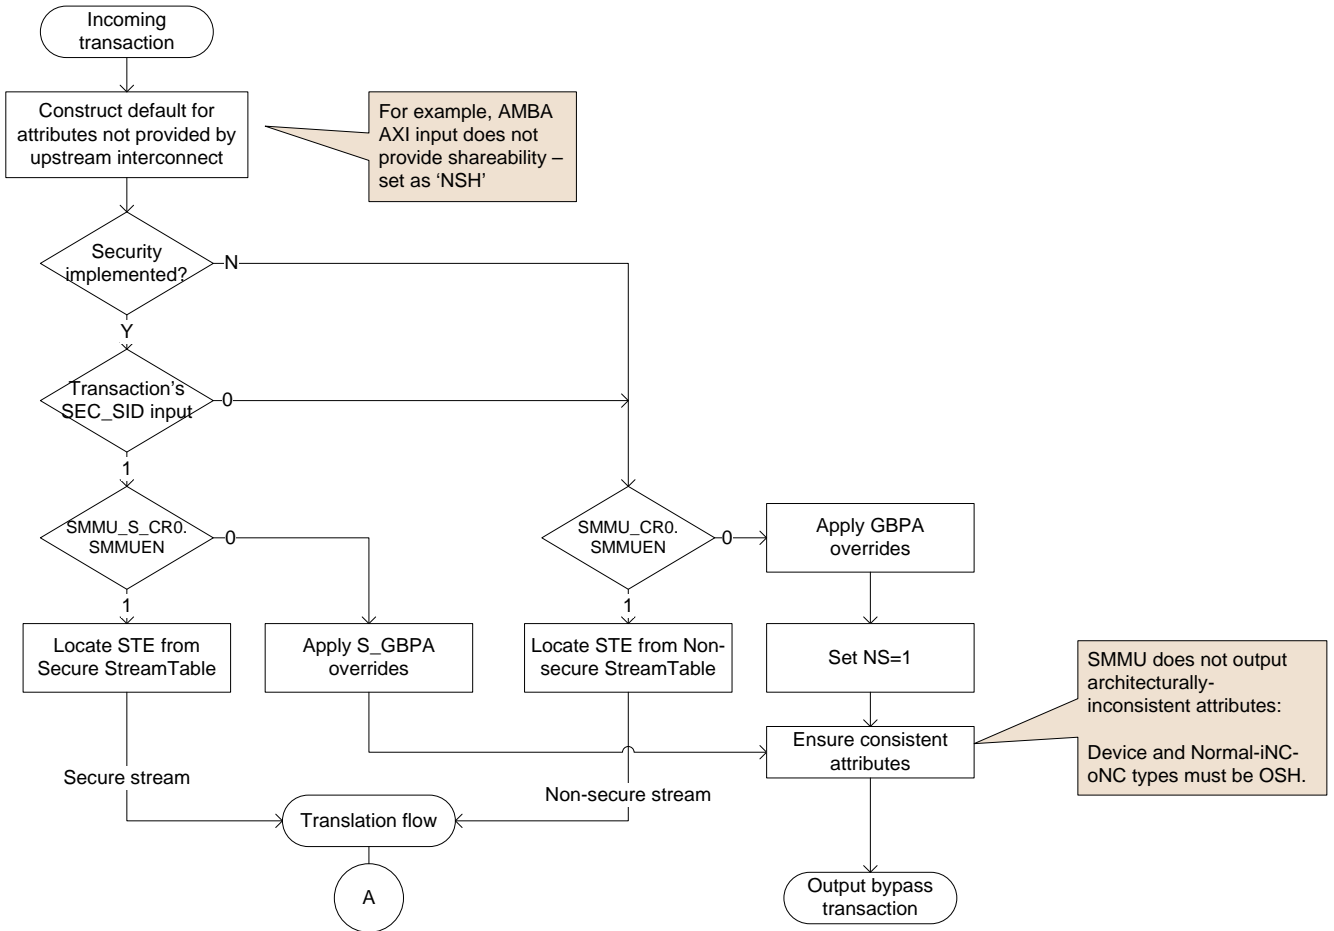 Incoming
transaction
Construct default for
attributes not provided by
upstream interconnect
For example, AMBA
AXI input does not
provide shareability –
set as ‘NSH’
Security
implemented?
N
Y
Transaction’s
SEC_SID input
0
1
SMMU_S_CR0.
SMMUEN
0
1
SMMU_CR0.
SMMUEN
0
1
Apply GBPA
overrides
Locate STE from
Secure StreamTable
Apply S_GBPA
overrides
Locate STE from Non-
secure StreamTable
Set NS=1
SMMU does not output
architecturally-
inconsistent attributes:
Device and Normal-iNC-
oNC types must be OSH.
Ensure consistent
attributes
Secure stream
Non-secure stream
Translation flow
A
Output bypass
transaction